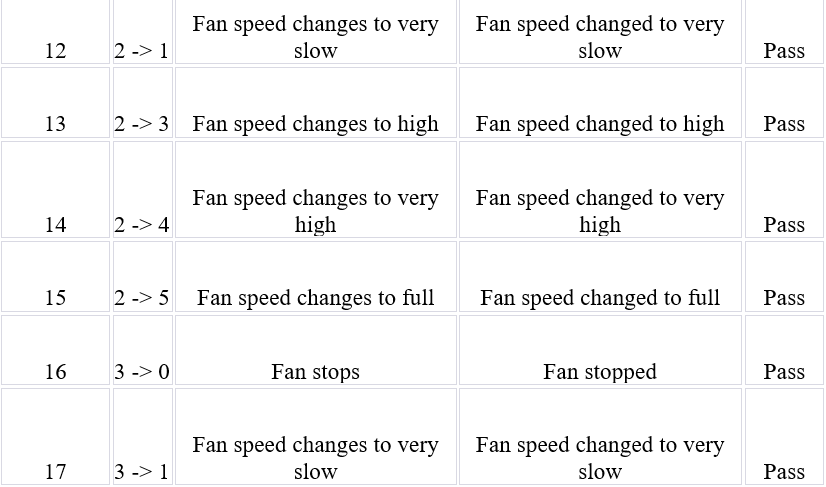 12 2 -> 1 Fan speed changes to very slow Fan speed changed to very slow Pass
13 2 -> 3 Fan speed changes to high Fan speed changed to high Pass
14 2 -> 4 Fan speed changes to very high Fan speed changed to very high Pass
15 2 -> 5 Fan speed changes to full Fan speed changed to full Pass
16 3 -> 0 Fan stops Fan stopped Pass
17 3 -> 1 Fan speed changes to very slow Fan speed changed to very slow Pass